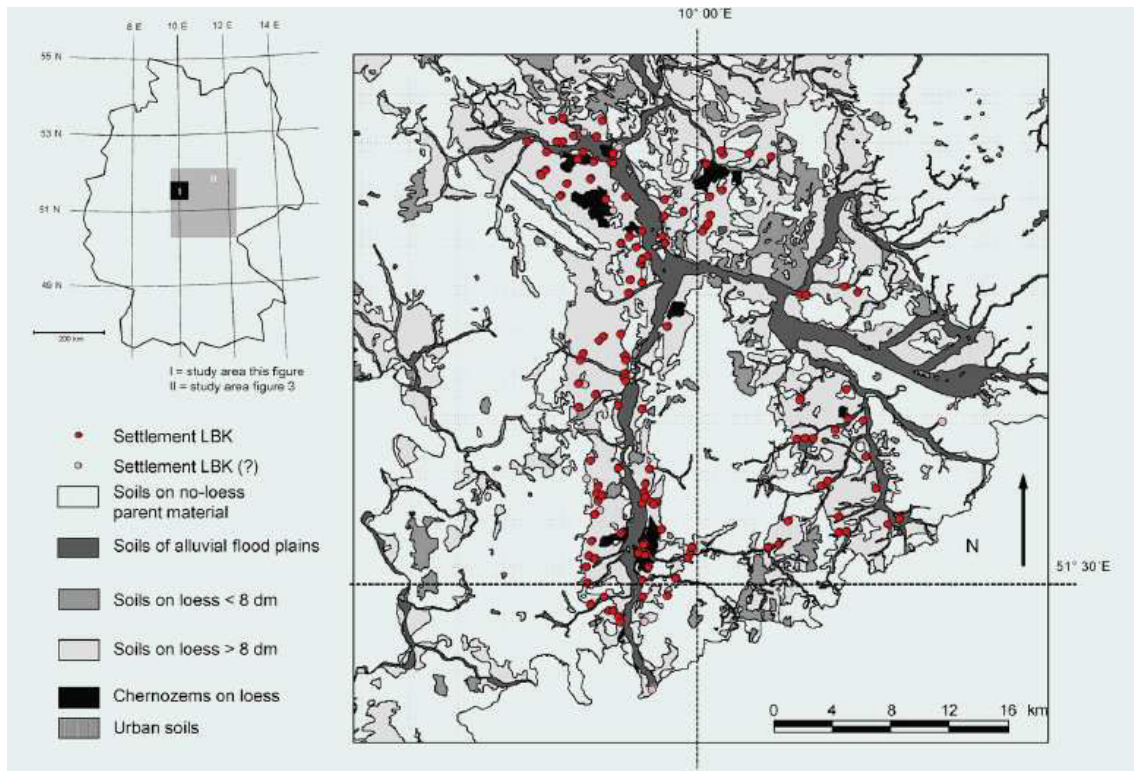 8 E 10 E 12 E 14 E
55 N
53 N
51 N
49 N
I
II
200 km
I = study area this figure
II = study area figure 3
Settlement LBK
Settlement LBK (?)
Soils on no-loess
parent material
Soils of alluvial flood plains
Soils on loess < 8 dm
Soils on loess > 8 dm
Chernozems on loess
Urban soils
10° 00´E
N
51° 30´E
0 4 8 12 16 km